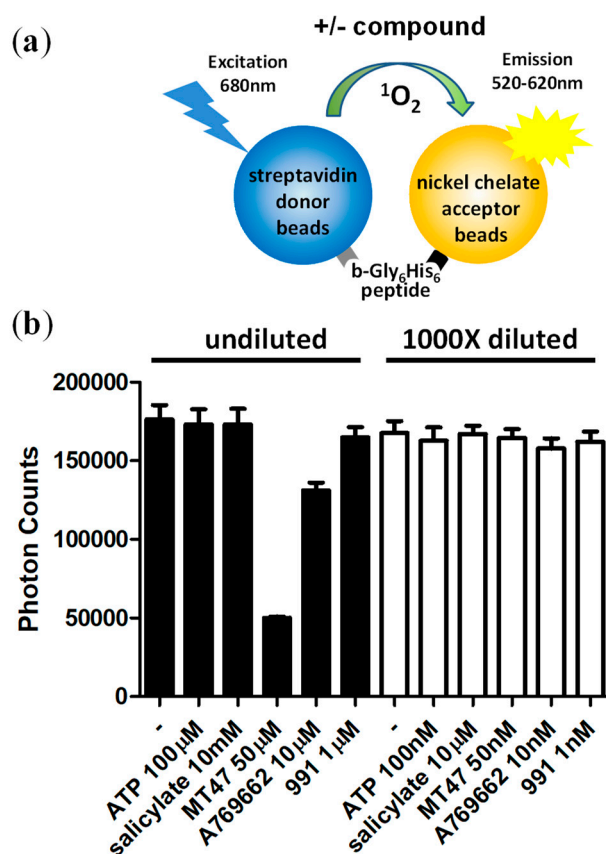 (a)
+/- compound
Excitation
680nm
Emission
520-620nm
¹O₂
streptavidin
donor
beads
nickel chelate
acceptor
beads
b-Gly₆His₆
peptide
(b)
undiluted
1000X diluted
Photon Counts
200000
150000
100000
50000
0
-
ATP 100μM
salicylate 10mM
MT47 50μM
A769662 10μM
991 1μM
-
ATP 100nM
salicylate 10μM
MT47 50nM
A769662 10nM
991 1nM